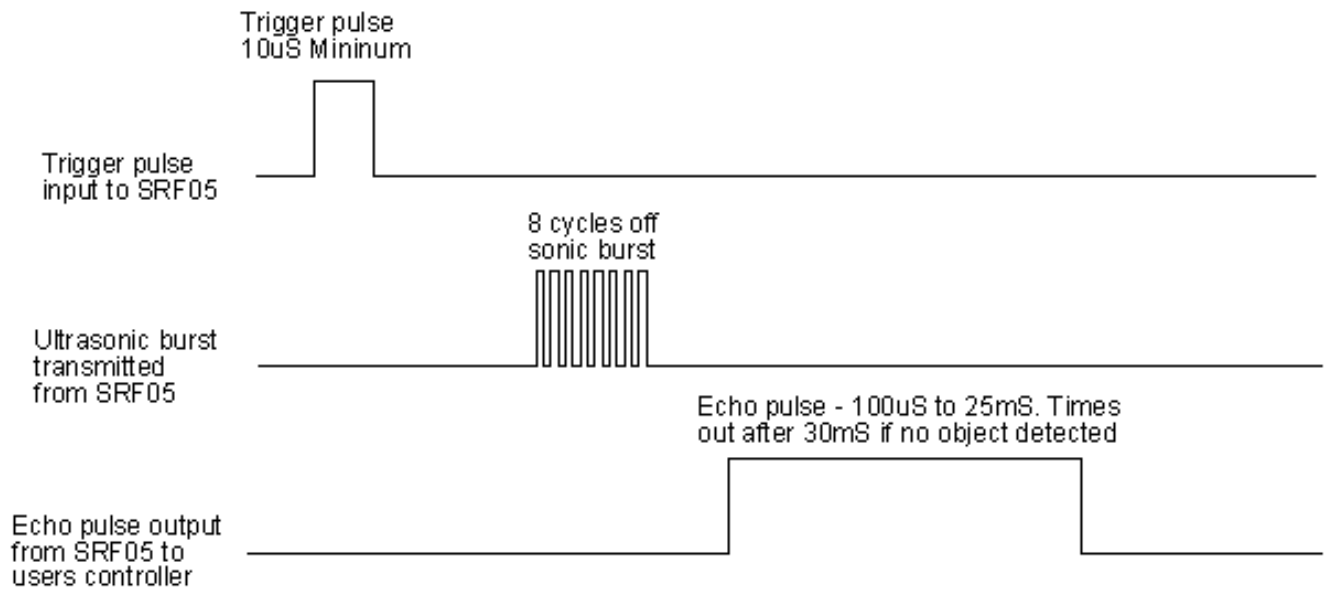 Trigger pulse
10uS Mininum
Trigger pulse
input to SRF05
8 cycles off
sonic burst
Ultrasonic burst
transmitted
from SRF05
Echo pulse - 100uS to 25mS. Times
out after 30mS if no object detected
Echo pulse output
from SRF05 to
users controller